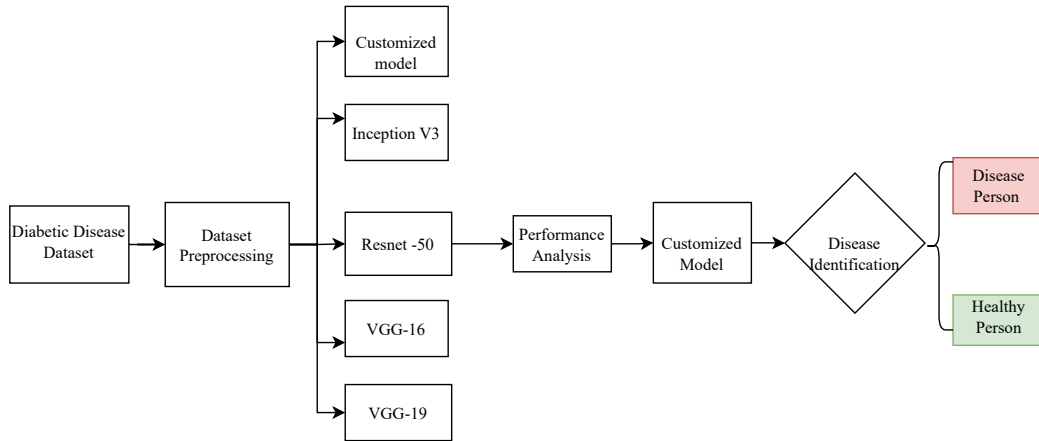 Diabetic Disease
Dataset
Dataset
Preprocessing
Customized
model
Inception V3
Resnet -50
VGG-16
VGG-19
Performance
Analysis
Customized
Model
Disease
Identification
Disease
Person
Healthy
Person